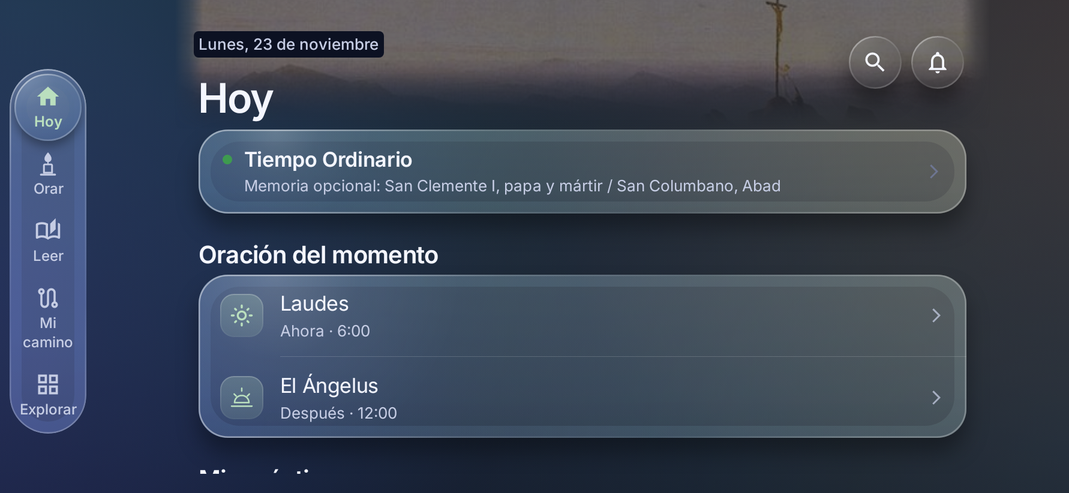 Lunes, 23 de noviembre
Hoy
Hoy
Orar
Leer
Mi
camino
Explorar
Tiempo Ordinario
Memoria opcional: San Clemente I, papa y mártir / San Columbano, Abad
Oración del momento
Laudes
Ahora · 6:00
El Ángelus
Después · 12:00